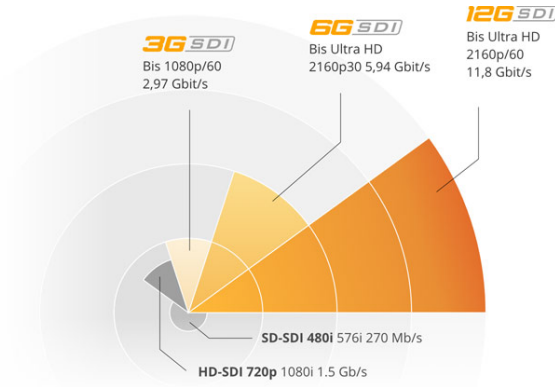 3G SDI
Bis 1080p/60
2,97 Gbit/s
6G SDI
Bis Ultra HD
2160p30 5,94 Gbit/s
12G SDI
Bis Ultra HD
2160p/60
11,8 Gbit/s
SD-SDI 480i 576i 270 Mb/s
HD-SDI 720p 1080i 1.5 Gb/s